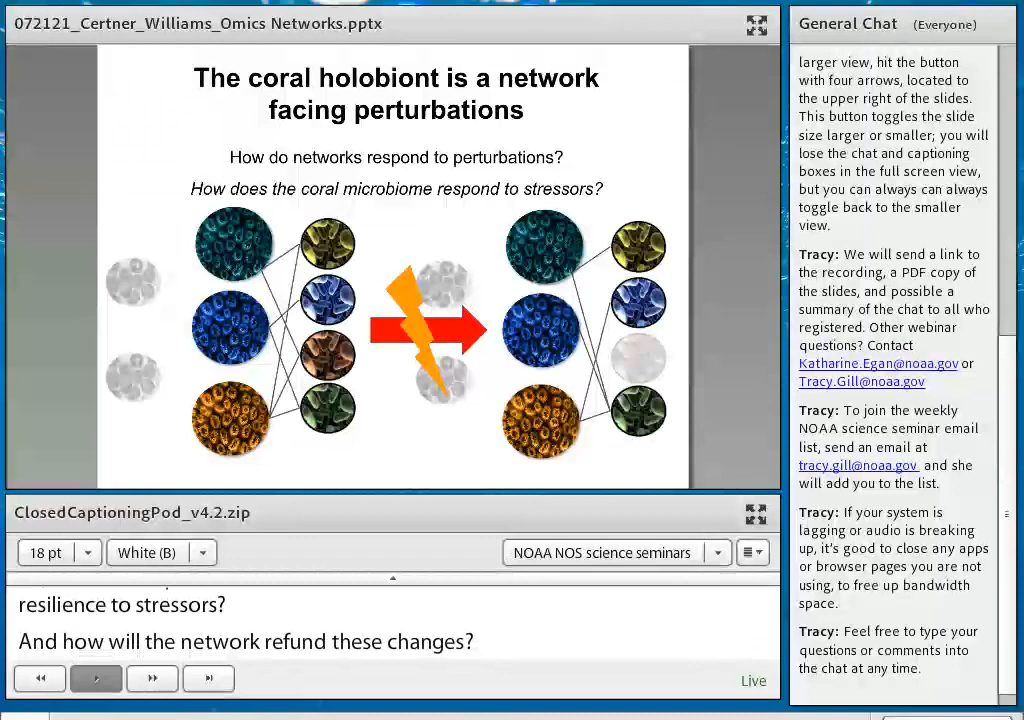 072121_Certner_Williams_Omics Networks.pptx
The coral holobiont is a network
facing perturbations
How do networks respond to perturbations?
How does the coral microbiome respond to stressors?
ClosedCaptioningPod_v4.2.zip
18 pt
White (B)
NOAA NOS science seminars
resilience to stressors?
And how will the network refund these changes?
Live
General Chat (Everyone)
larger view, hit the button
with four arrows, located to
the upper right of the slides.
This button toggles the slide
size larger or smaller; you will
lose the chat and captioning
boxes in the full screen view,
but you can always can always
toggle back to the smaller
view.
Tracy: We will send a link to
the recording, a PDF copy of
the slides, and possible a
summary of the chat to all who
registered. Other webinar
questions? Contact
Katharine.Egan@noaa.gov or
Tracy.Gill@noaa.gov
Tracy: To join the weekly
NOAA science seminar email
list, send an email at
tracy.gill@noaa.gov and she
will add you to the list.
Tracy: If your system is
lagging or audio is breaking
up, it's good to close any apps
or browser pages you are not
using, to free up bandwidth
space.
Tracy: Feel free to type your
questions or comments into
the chat at any time.